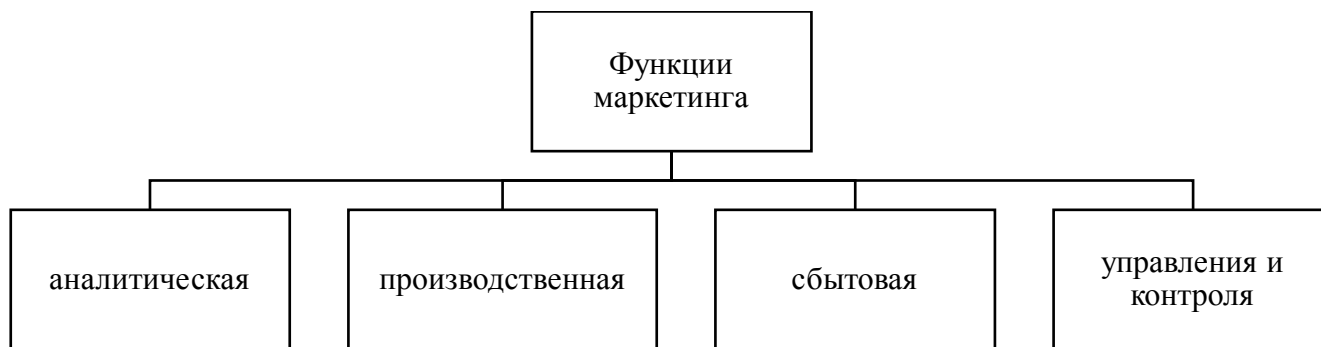 Функции
маркетинга
аналитическая
производственная
сбытовая
управления и
контроля